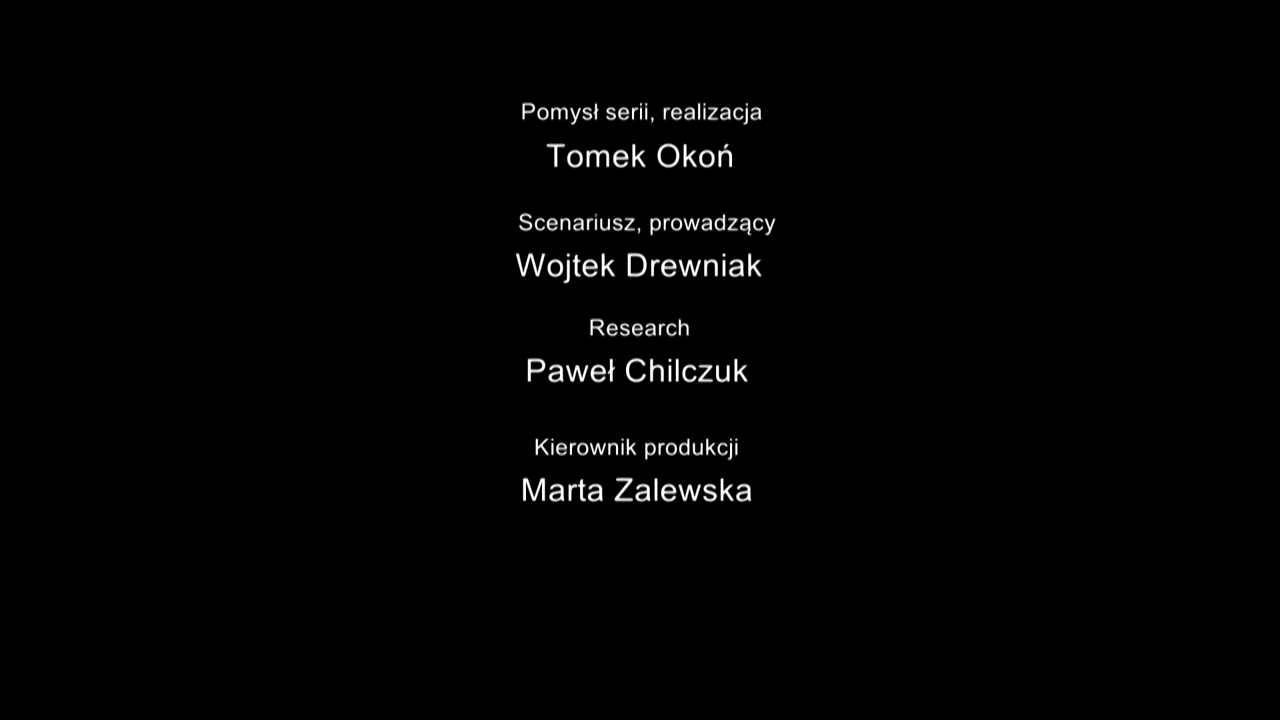 Pomysł serii, realizacja
Tomek Okoń
Scenariusz, prowadzący
Wojtek Drewniak
Research
Paweł Chilczuk
Kierownik produkcji
Marta Zalewska